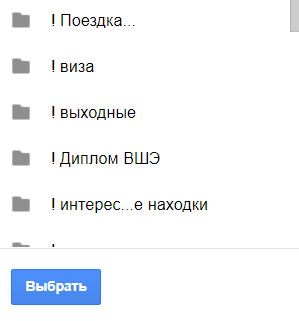 ! Поездка...
! виза
! выходные
! Диплом ВШЭ
! интерес...е находки
Выбрать